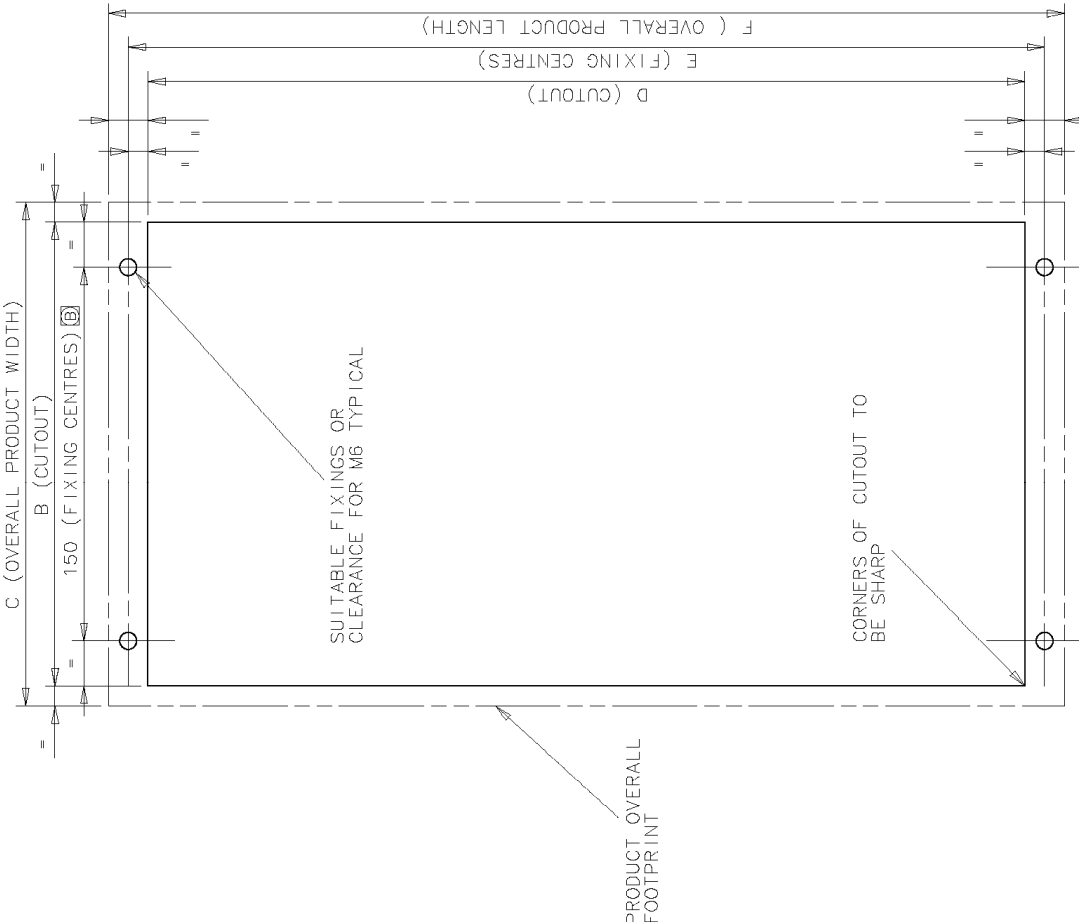 F ( OVERALL PRODUCT LENGTH)
E (FIXING CENTRES)
D (CUTOUT)
=
=
=
=
C (OVERALL PRODUCT WIDTH)
B (CUTOUT)
150 (FIXING CENTRES) B
=
=
=
=
SUITABLE FIXINGS OR
CLEARANCE FOR M6 TYPICAL
CORNERS OF CUTOUT TO
BE SHARP
PRODUCT OVERALL
FOOTPRINT